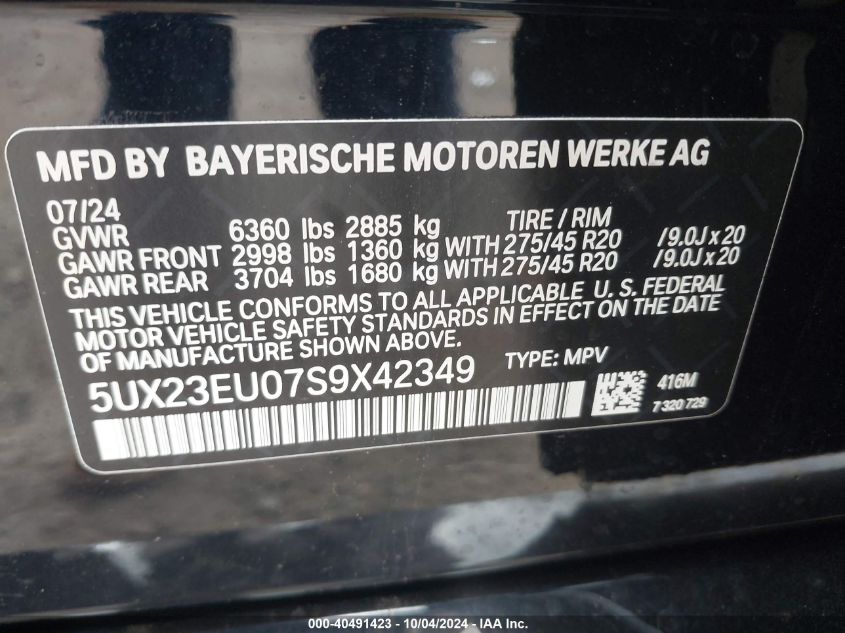 MFD BY BAYERISCHE MOTOREN WERKE AG
07/24 TIRE / RIM
GVWR 6360 lbs 2885 kg
GAWR FRONT 2998 lbs 1360 kg WITH 275/45 R20 /9.0J x 20
GAWR REAR 3704 lbs 1680 kg WITH 275/45 R20 /9.0J x 20
THIS VEHICLE CONFORMS TO ALL APPLICABLE U. S. FEDERAL
MOTOR VEHICLE SAFETY STANDARDS IN EFFECT ON THE DATE
OF MANUFACTURE SHOWN ABOVE.
5UX23EU07S9X42349 TYPE: MPV
416M
7 320 729
000-40491423 - 10/04/2024 - IAA Inc.